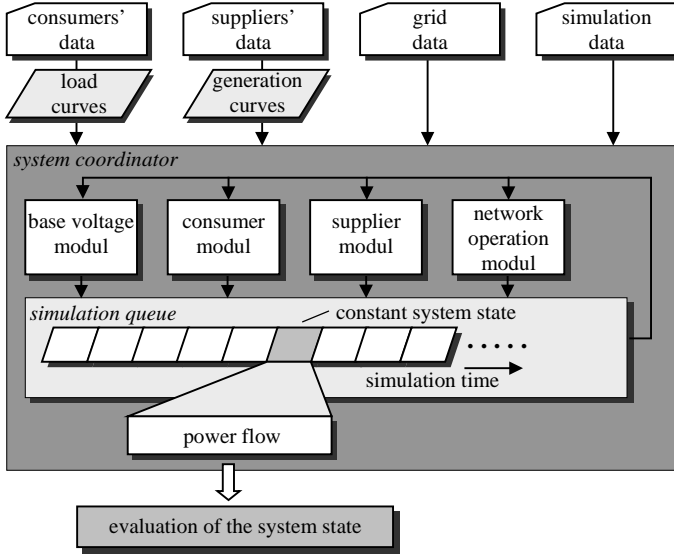 consumers'
data
suppliers'
data
grid
data
simulation
data
load
curves
generation
curves
system coordinator
base voltage
modul
consumer
modul
supplier
modul
network
operation
modul
simulation queue
constant system state
.....
simulation time
power flow
evaluation of the system state